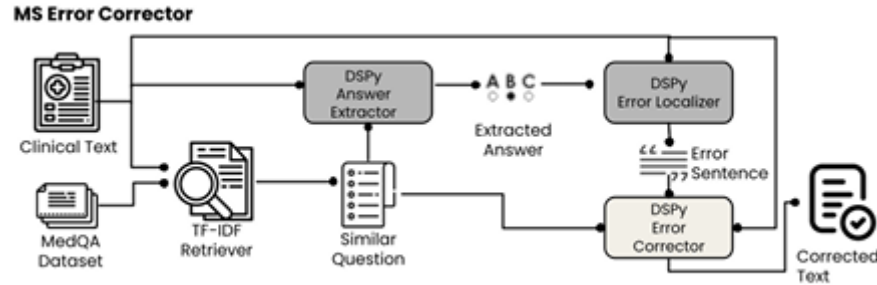 MS Error Corrector
Clinical Text
MedQA
Dataset
TF-IDF
Retriever
DSPy
Answer
Extractor
Similar
Question
A B C
Extracted
Answer
DSPy
Error Localizer
Error
Sentence
DSPy
Error
Corrector
Corrected
Text